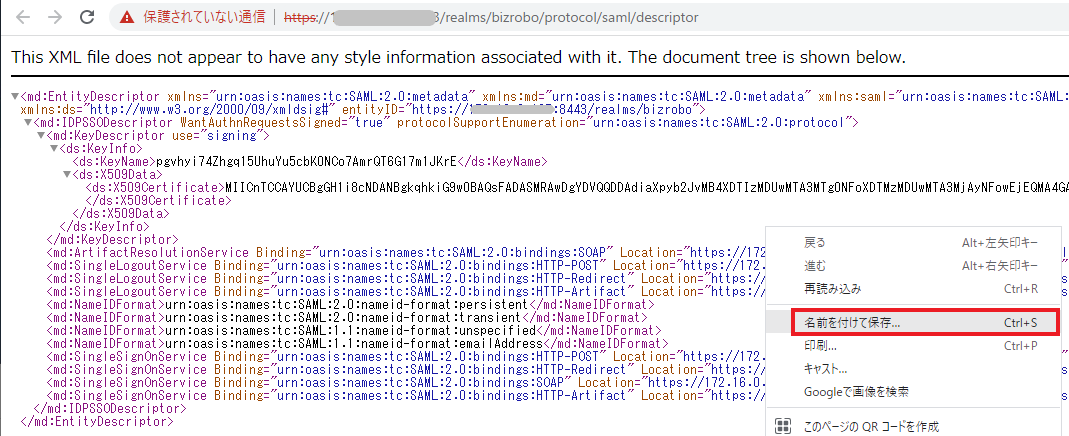 保護されていない通信 https://1 3/realms/bizrobo/protocol/saml/descriptor
This XML file does not appear to have any style information associated with it. The document tree is shown below.
▼<md:EntityDescriptor xmlns="urn:oasis:names:tc:SAML:2.0:metadata" xmlns:md="urn:oasis:names:tc:SAML:2.0:metadata" xmlns:saml="urn:oasis:names:tc:
xmlns:ds="http://www.w3.org/2000/09/xmldsig#" entityID="https:// :8443/realms/bizrobo">
▼<md:IDPSSODescriptor WantAuthnRequestsSigned="true" protocolSupportEnumeration="urn:oasis:names:tc:SAML:2.0:protocol">
▼<md:KeyDescriptor use="signing">
▼<ds:KeyInfo>
<ds:KeyName>pgvhyi74Zhgq15UhuYu5cbKONCo7AmrQT6G17m1JKrE</ds:KeyName>
▼<ds:X509Data>
<ds:X509Certificate>MIICnTCCAYUCBgGH1i8cNDANBgkqhkiG9w0BAQsFADASMRAwDgYDVQQDDAdiaXpyb2JvMB4XDTIzMDUwMTA3MTg0NFoXDTMzMDUwMTA3MjAyNFowEjEQMA4GA
</ds:X509Certificate>
</ds:X509Data>
</ds:KeyInfo>
</md:KeyDescriptor>
<md:ArtifactResolutionService Binding="urn:oasis:names:tc:SAML:2.0:bindings:SOAP" Location="https://172.
<md:SingleLogoutService Binding="urn:oasis:names:tc:SAML:2.0:bindings:HTTP-POST" Location="https://172.
<md:SingleLogoutService Binding="urn:oasis:names:tc:SAML:2.0:bindings:HTTP-Redirect" Location="https://
<md:SingleLogoutService Binding="urn:oasis:names:tc:SAML:2.0:bindings:HTTP-Artifact" Location="https://
<md:NameIDFormat>urn:oasis:names:tc:SAML:2.0:nameid-format:persistent</md:NameIDFormat>
<md:NameIDFormat>urn:oasis:names:tc:SAML:2.0:nameid-format:transient</md:NameIDFormat>
<md:NameIDFormat>urn:oasis:names:tc:SAML:1.1:nameid-format:unspecified</md:NameIDFormat>
<md:NameIDFormat>urn:oasis:names:tc:SAML:1.1:nameid-format:emailAddress</md:NameIDFormat>
<md:SingleSignOnService Binding="urn:oasis:names:tc:SAML:2.0:bindings:HTTP-POST" Location="https://172.
<md:SingleSignOnService Binding="urn:oasis:names:tc:SAML:2.0:bindings:HTTP-Redirect" Location="https://
<md:SingleSignOnService Binding="urn:oasis:names:tc:SAML:2.0:bindings:SOAP" Location="https://172.16.0.
<md:SingleSignOnService Binding="urn:oasis:names:tc:SAML:2.0:bindings:HTTP-Artifact" Location="https://
</md:IDPSSODescriptor>
</md:EntityDescriptor>
戻る Alt+左矢印キー
進む Alt+右矢印キー
再読み込み Ctrl+R
名前を付けて保存... Ctrl+S
印刷... Ctrl+P
キャスト...
Googleで画像を検索
このページの QR コードを作成